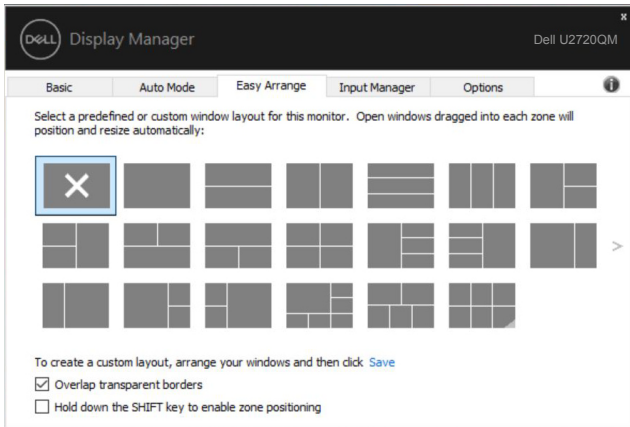 x
DELL Display Manager
Dell U2720QM
Basic Auto Mode Easy Arrange Input Manager Options i
Select a predefined or custom window layout for this monitor. Open windows dragged into each zone will
position and resize automatically:
>
To create a custom layout, arrange your windows and then click Save
Overlap transparent borders
Hold down the SHIFT key to enable zone positioning